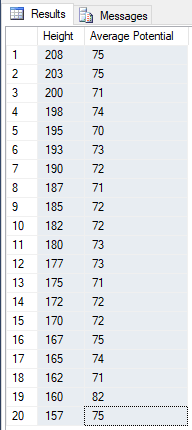 Results Messages
Height Average Potential
1 208 75
2 203 75
3 200 71
4 198 74
5 195 70
6 193 73
7 190 72
8 187 71
9 185 72
10 182 72
11 180 73
12 177 73
13 175 71
14 172 72
15 170 72
16 167 75
17 165 74
18 162 71
19 160 82
20 157 75